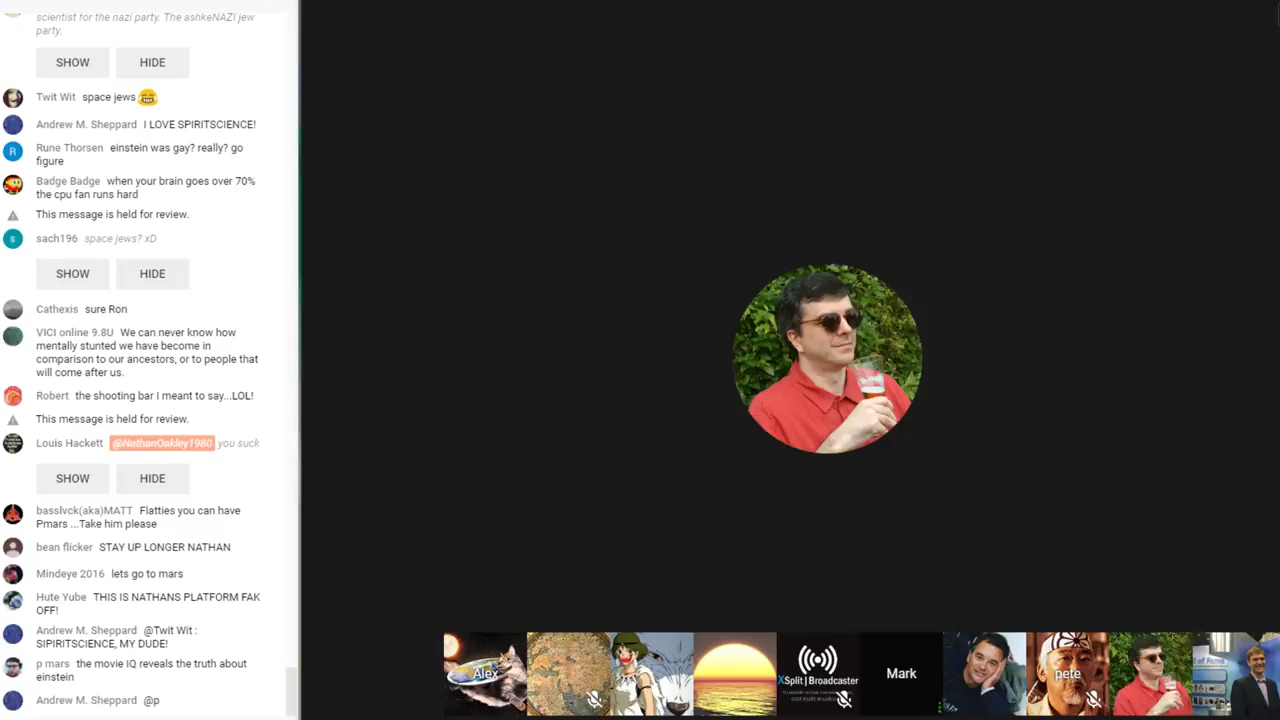 scientist for the nazi party. The ashkeNAZI jew
party.
SHOW HIDE
Twit Wit space jews
Andrew M. Sheppard I LOVE SPIRITSCIENCE!
Rune Thorsen einstein was gay? really? go
figure
Badge Badge when your brain goes over 70%
the cpu fan runs hard
This message is held for review.
sach196 space jews? xD
SHOW HIDE
Cathexis sure Ron
VICI online 9.8U We can never know how
mentally stunted we have become in
comparison to our ancestors, or to people that
will come after us.
Robert the shooting bar I meant to say...LOL!
This message is held for review.
Louis Hackett @NathanOakley1980 you suck
SHOW HIDE
basslvck(aka)MATT Flatties you can have
Pmars ...Take him please
bean flicker STAY UP LONGER NATHAN
Mindeye 2016 lets go to mars
Hute Yube THIS IS NATHANS PLATFORM FAK
OFF!
Andrew M. Sheppard @Twit Wit :
SIPIRITSCIENCE, MY DUDE!
p mars the movie IQ reveals the truth about
einstein
Andrew M. Sheppard @p
R
s
Alex
XSplit|Broadcaster
Mark
pete
of Fame